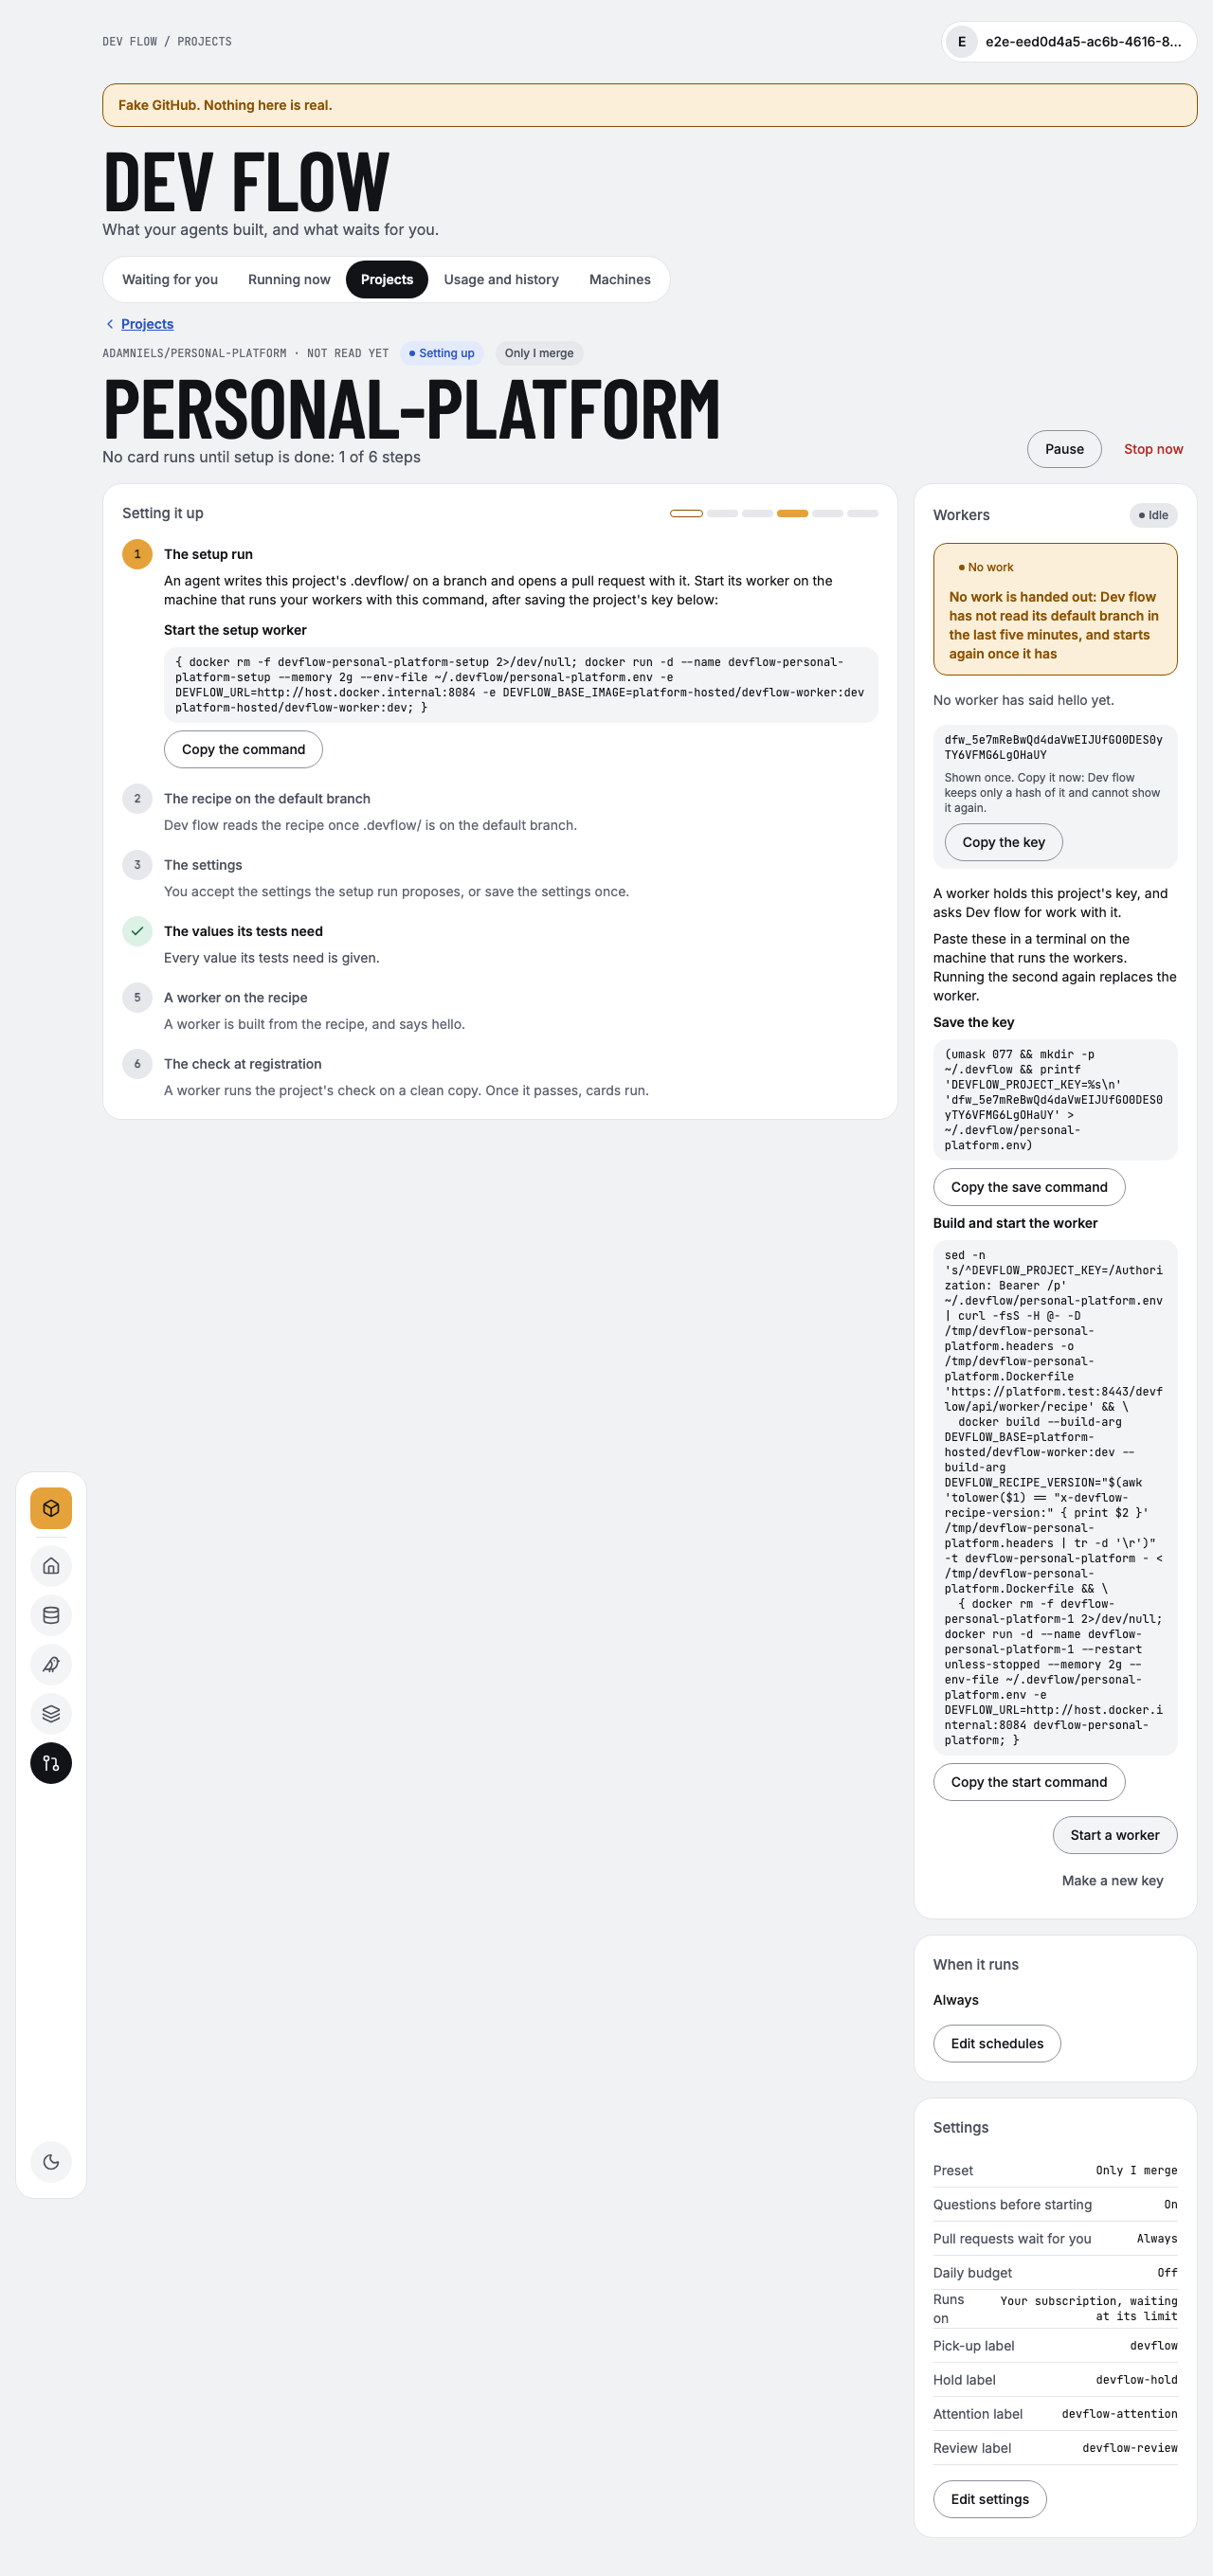 DEV FLOW / PROJECTS
E
e2e-eed0d4a5-ac6b-4616-8...
Fake GitHub. Nothing here is real.
DEV FLOW
What your agents built, and what waits for you.
Waiting for you
Running now
Projects
Usage and history
Machines
Projects
ADAMNIELS/PERSONAL-PLATFORM · NOT READ YET
Setting up
Only I merge
PERSONAL-PLATFORM
No card runs until setup is done: 1 of 6 steps
Pause
Stop now
Setting it up
1
The setup run
An agent writes this project's .devflow/ on a branch and opens a pull request with it. Start its worker on the
machine that runs your workers with this command, after saving the project's key below:
Start the setup worker
{ docker rm -f devflow-personal-platform-setup 2>/dev/null; docker run -d --name devflow-personal-
platform-setup --memory 2g --env-file ~/.devflow/personal-platform.env -e
DEVFLOW_URL=http://host.docker.internal:8084 -e DEVFLOW_BASE_IMAGE=platform-hosted/devflow-worker:dev
platform-hosted/devflow-worker:dev; }
Copy the command
2
The recipe on the default branch
Dev flow reads the recipe once .devflow/ is on the default branch.
3
The settings
You accept the settings the setup run proposes, or save the settings once.
The values its tests need
Every value its tests need is given.
5
A worker on the recipe
A worker is built from the recipe, and says hello.
6
The check at registration
A worker runs the project's check on a clean copy. Once it passes, cards run.
Workers
Idle
No work
No work is handed out: Dev flow
has not read its default branch in
the last five minutes, and starts
again once it has
No worker has said hello yet.
dfw_5e7mReBwQd4daVwEIJUfGO0DES0y
TY6VFMG6LgOHaUY
Shown once. Copy it now: Dev flow
keeps only a hash of it and cannot show
it again.
Copy the key
A worker holds this project's key, and
asks Dev flow for work with it.
Paste these in a terminal on the
machine that runs the workers.
Running the second again replaces the
worker.
Save the key
(umask 077 && mkdir -p
~/.devflow && printf
'DEVFLOW_PROJECT_KEY=%s\n'
'dfw_5e7mReBwQd4daVwEIJUfGO0DES0
yTY6VFMG6LgOHaUY' >
~/.devflow/personal-
platform.env)
Copy the save command
Build and start the worker
sed -n
's/^DEVFLOW_PROJECT_KEY=/Authori
zation: Bearer /p'
~/.devflow/personal-platform.env
| curl -fsS -H @- -D
/tmp/devflow-personal-
platform.headers -o
/tmp/devflow-personal-
platform.Dockerfile
'https://platform.test:8443/devf
low/api/worker/recipe' && \
docker build --build-arg
DEVFLOW_BASE=platform-
hosted/devflow-worker:dev --
build-arg
DEVFLOW_RECIPE_VERSION="$(awk
'tolower($1) == "x-devflow-
recipe-version:" { print $2 }'
/tmp/devflow-personal-
platform.headers | tr -d '\r')"
-t devflow-personal-platform - <
/tmp/devflow-personal-
platform.Dockerfile && \
{ docker rm -f devflow-
personal-platform-1 2>/dev/null;
docker run -d --name devflow-
personal-platform-1 --restart
unless-stopped --memory 2g --
env-file ~/.devflow/personal-
platform.env -e
DEVFLOW_URL=http://host.docker.i
nternal:8084 devflow-personal-
platform; }
Copy the start command
Start a worker
Make a new key
When it runs
Always
Edit schedules
Settings
Preset
Only I merge
Questions before starting
On
Pull requests wait for you
Always
Daily budget
Off
Runs
on
Your subscription, waiting
at its limit
Pick-up label
devflow
Hold label
devflow-hold
Attention label
devflow-attention
Review label
devflow-review
Edit settings